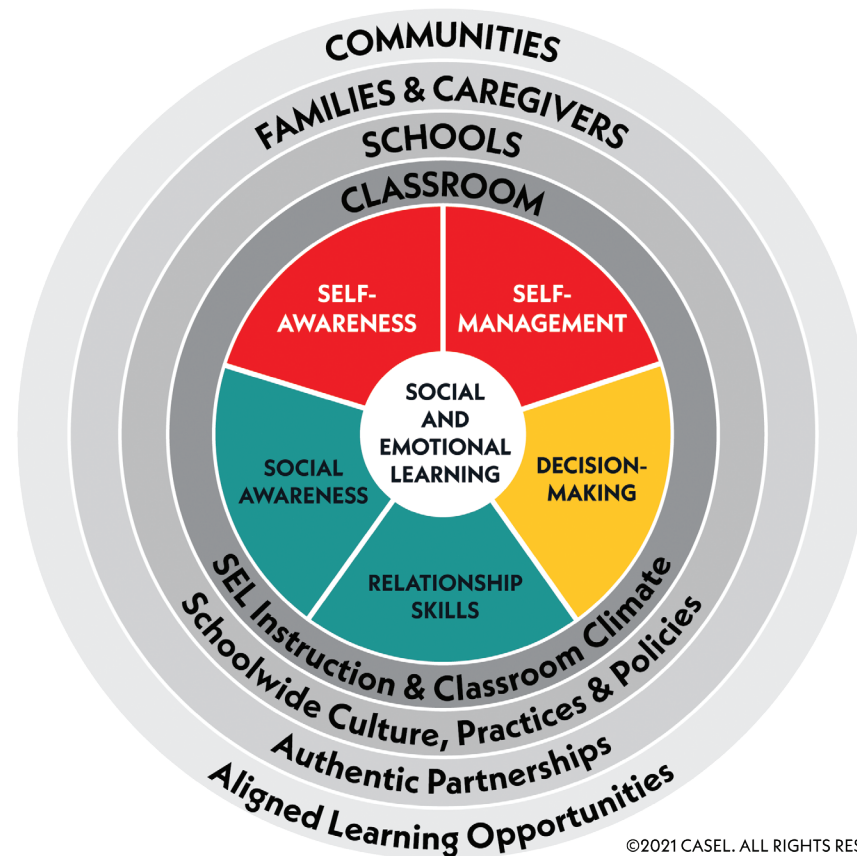 COMMUNITIES
FAMILIES & CAREGIVERS
SCHOOLS
CLASSROOM
SELF-
AWARENESS
SELF-
MANAGEMENT
SOCIAL
AND
EMOTIONAL
LEARNING
SOCIAL
AWARENESS
DECISION-
MAKING
RELATIONSHIP
SKILLS
SEL Instruction & Classroom Climate
Schoolwide Culture, Practices & Policies
Authentic Partnerships
Aligned Learning Opportunities
©2021 CASEL. ALL RIGHTS